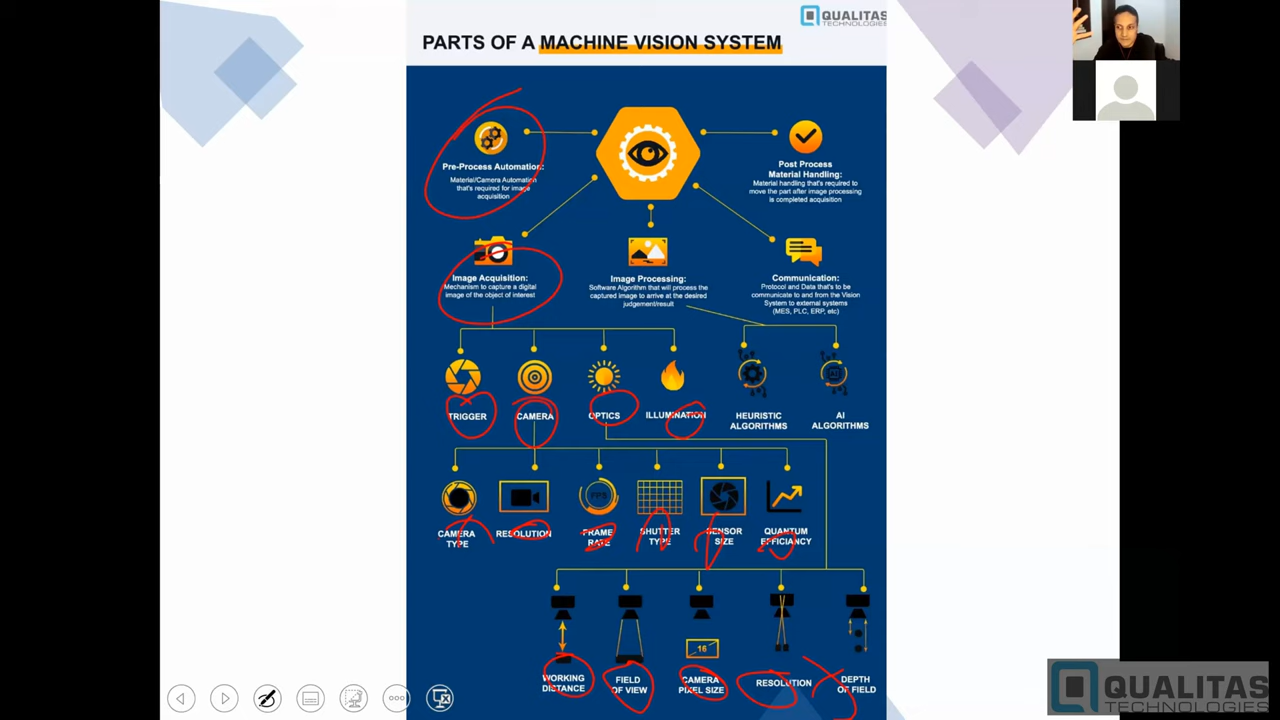 QUALITAS
TECHNOLOGIES
PARTS OF A MACHINE VISION SYSTEM
Pre-Process Automation:
Material/Camera Automation
that's required for image
acquisition
Post Process
Material Handling:
Material handling that's required to
move the part after image processing
is completed acquisition
Image Acquisition:
Mechanism to capture a digital
image of the object of interest
Image Processing:
Software Algorithm that will process the
captured image to arrive at the desired
judgement/result
Communication:
Protocol and Data that's to be
communicate to and from the Vision
System to external systems
(MES, PLC, ERP, etc)
TRIGGER
CAMERA
OPTICS
ILLUMINATION
HEURISTIC
ALGORITHMS
AI
AI
ALGORITHMS
FPS
CAMERA
TYPE
RESOLUTION
FRAME
RATE
SHUTTER
TYPE
SENSOR
SIZE
QUANTUM
EFFICIANCY
16
WORKING
DISTANCE
FIELD
OF VIEW
CAMERA
PIXEL SIZE
RESOLUTION
DEPTH
OF FIELD
QUALITAS
TECHNOLOGIES